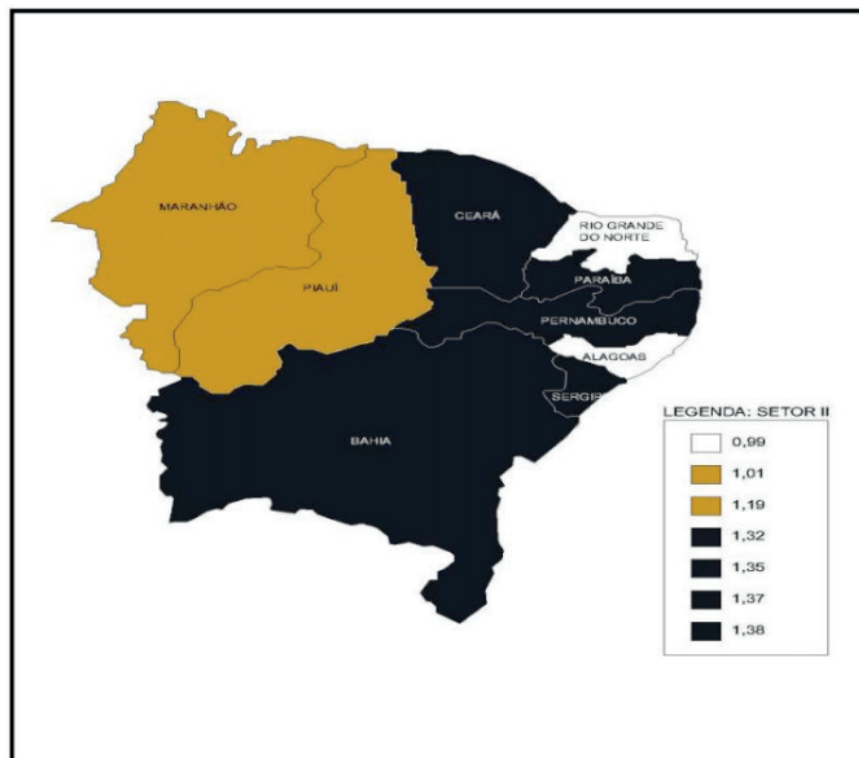 MARANHÃO
CEARÁ
RIO GRANDE
DO NORTE
PARAÍBA
PIAUÍ
PERNAMBUCO
ALAGOAS
SERGIP
BAHIA
LEGENDA: SETOR II
0,99
1,01
1,19
1,32
1,35
1,37
1,38